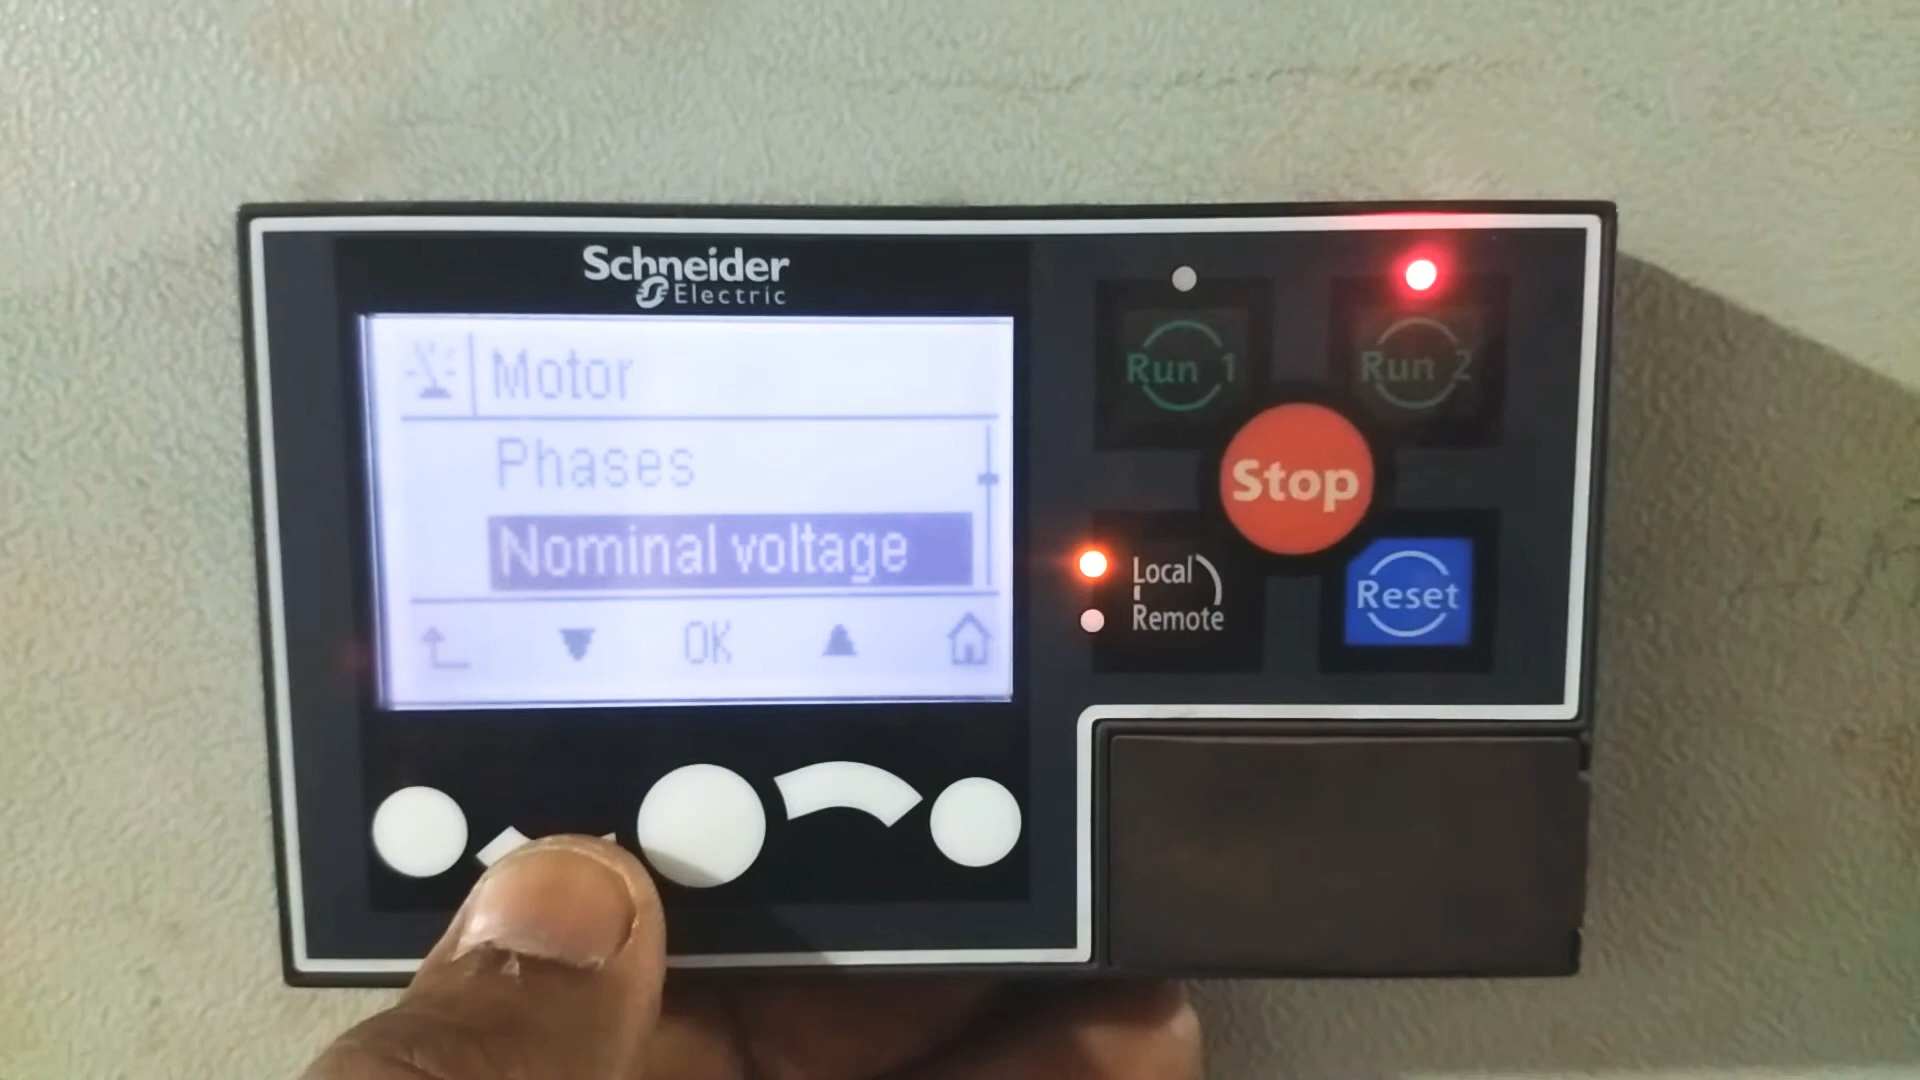 Schneider
Electric
Motor
Phases
Nominal voltage
OK
Run 1
Run 2
Stop
Local
Remote
Reset